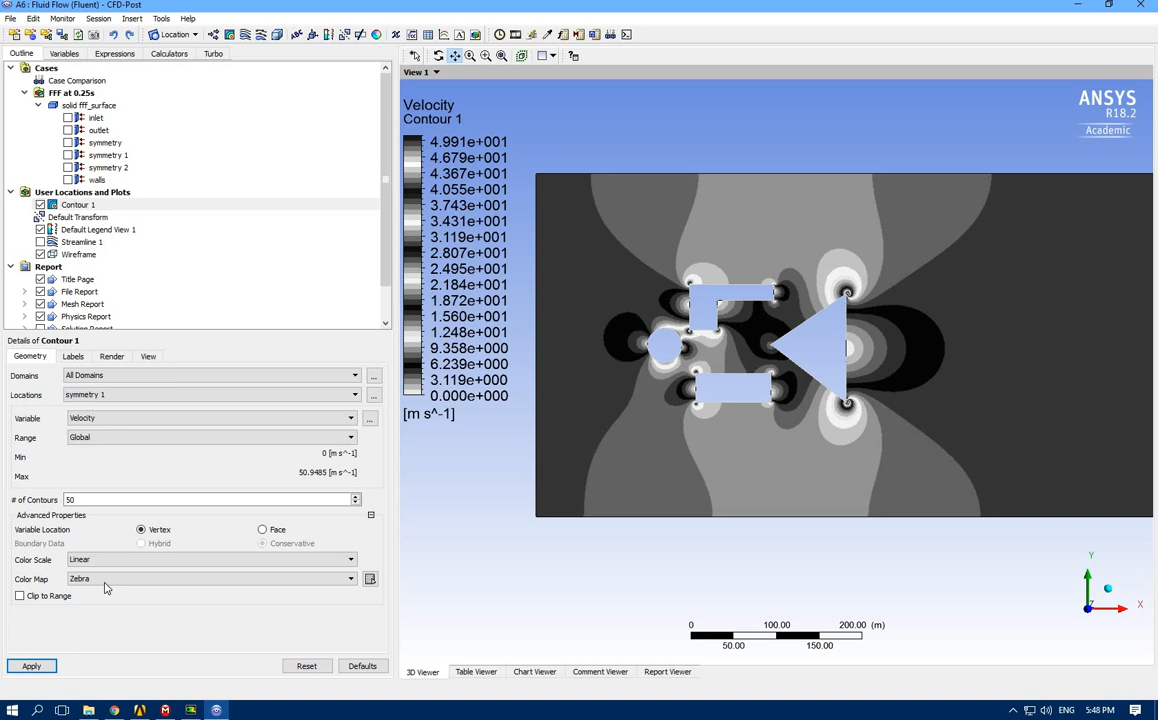 A6 : Fluid Flow (Fluent) - CFD-Post
File Edit Monitor Session Insert Tools Help
Location
Outline Variables Expressions Calculators Turbo
Cases
Case Comparison
FFF at 0.25s
solid fff_surface
inlet
outlet
symmetry
symmetry 1
symmetry 2
walls
User Locations and Plots
Contour 1
Default Transform
Default Legend View 1
Streamline 1
Wireframe
Report
Title Page
File Report
Mesh Report
Physics Report
Details of Contour 1
Geometry Labels Render View
Domains All Domains
Locations symmetry 1
Variable Velocity
Range Global
Min 0 [m s^-1]
Max 50.9485 [m s^-1]
# of Contours 50
Advanced Properties
Variable Location Vertex Face
Boundary Data Hybrid Conservative
Color Scale Linear
Color Map Zebra
Clip to Range
Apply Reset Defaults
View 1
Velocity
Contour 1
4.991e+001
4.679e+001
4.367e+001
4.055e+001
3.743e+001
3.431e+001
3.119e+001
2.807e+001
2.495e+001
2.184e+001
1.872e+001
1.560e+001
1.248e+001
9.358e+000
6.239e+000
3.119e+000
0.000e+000
[m s^-1]
ANSYS
R18.2
Academic
Y
X
Z
0 100.00 200.00 (m)
50.00 150.00
3D Viewer Table Viewer Chart Viewer Comment Viewer Report Viewer
ENG 5:48 PM